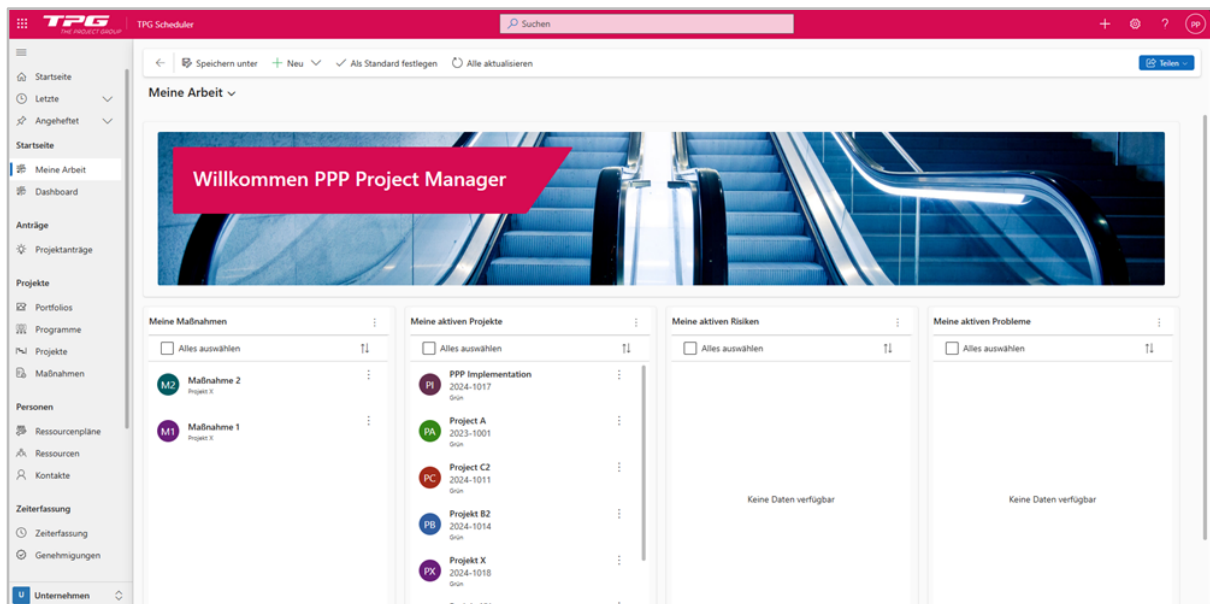 TPG
THE PROJECT GROUP
TPG Scheduler
Suchen
?
PP
Startseite
Letzte
Angeheftet
Startseite
Meine Arbeit
Dashboard
Anträge
Projektanträge
Projekte
Portfolios
Programme
Projekte
Maßnahmen
Personen
Ressourcenpläne
Ressourcen
Kontakte
Zeiterfassung
Zeiterfassung
Genehmigungen
U Unternehmen
Speichern unter Neu Als Standard festlegen Alle aktualisieren Teilen
Meine Arbeit
Willkommen PPP Project Manager
Meine Maßnahmen
Alles auswählen
M2 Maßnahme 2
Projekt X
M1 Maßnahme 1
Projekt X
Meine aktiven Projekte
Alles auswählen
PI PPP Implementation
2024-1017
Grün
PA Project A
2023-1001
Grün
PC Project C2
2024-1011
Grün
PB Projekt B2
2024-1014
Grün
PX Projekt X
2024-1018
Grün
Meine aktiven Risiken
Alles auswählen
Keine Daten verfügbar
Meine aktiven Probleme
Alles auswählen
Keine Daten verfügbar